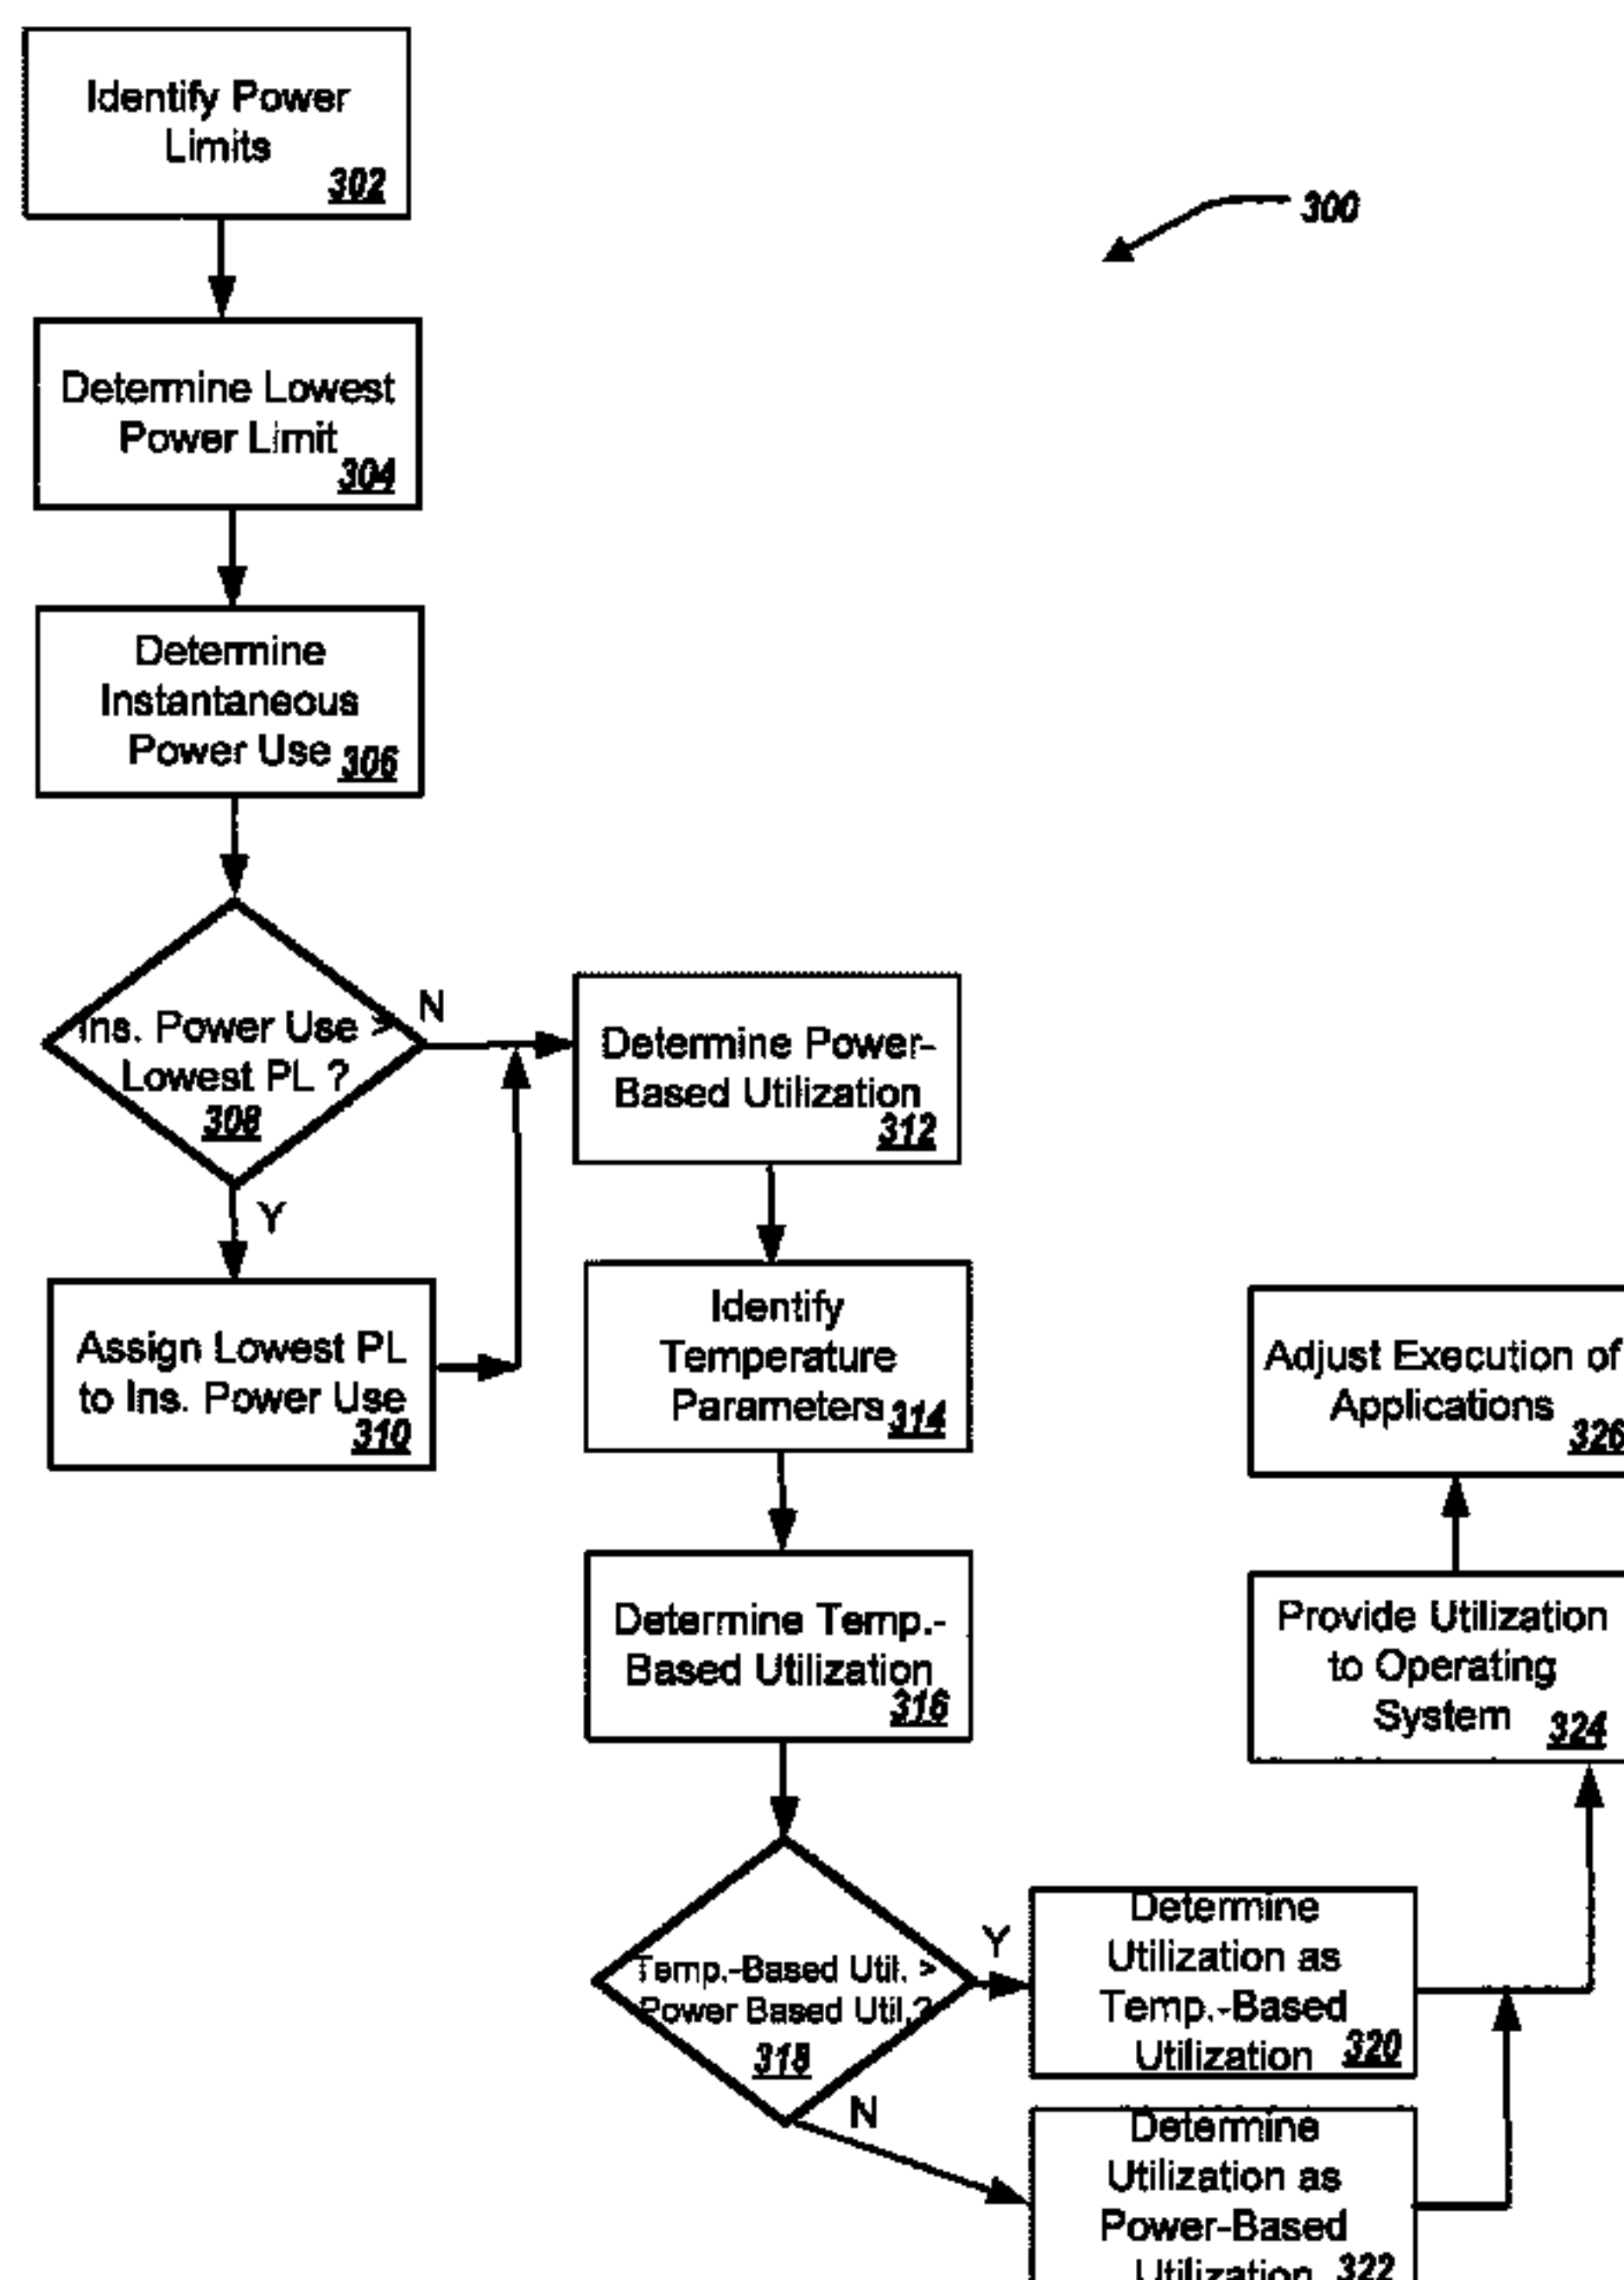 Identify Power
Limits
302
300
Determine Lowest
Power Limit
304
Determine
Instantaneous
Power Use 306
Ins. Power Use >
Lowest PL ?
308
N
Y
Assign Lowest PL
to Ins. Power Use
310
Determine Power-
Based Utilization
312
Identify
Temperature
Parameters 314
Determine Temp.-
Based Utilization
316
Temp.-Based Util. >
Power Based Util.?
318
Y
N
Determine
Utilization as
Temp.-Based
Utilization 320
Determine
Utilization as
Power-Based
Utilization 322
Provide Utilization
to Operating
System 324
Adjust Execution of
Applications
326